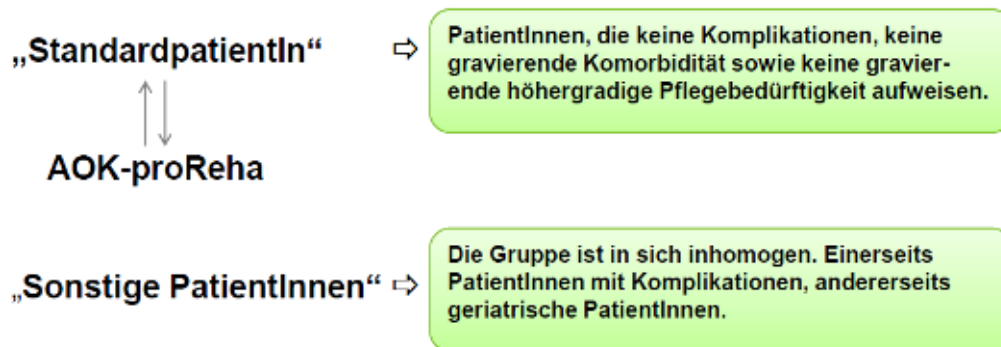 „StandardpatientIn“ ⇨
PatientInnen, die keine Komplikationen, keine
gravierende Komorbidität sowie keine gravier-
ende höhergradige Pflegebedürftigkeit aufweisen.
AOK-proReha
„Sonstige PatientInnen“ ⇨
Die Gruppe ist in sich inhomogen. Einerseits
PatientInnen mit Komplikationen, andererseits
geriatrische PatientInnen.